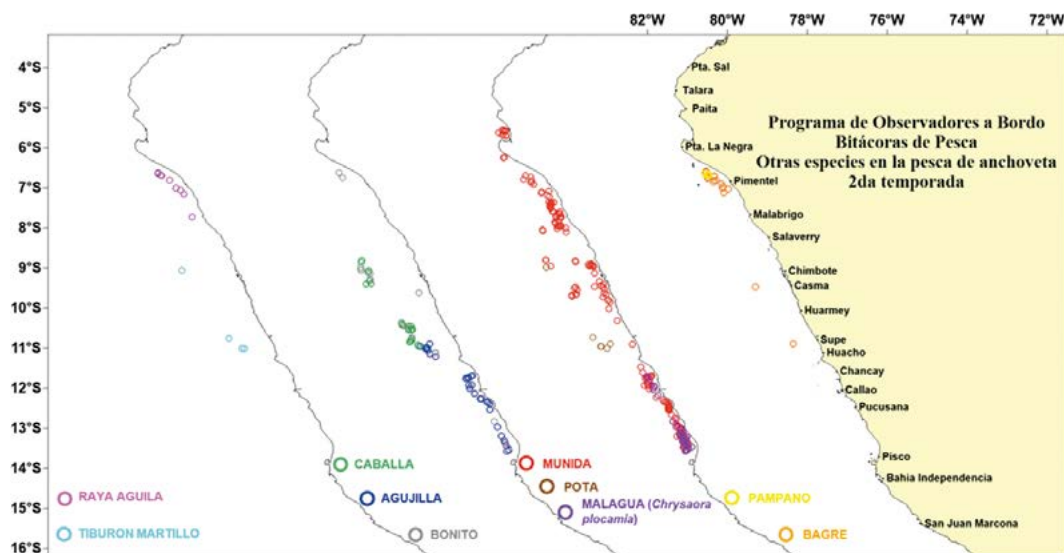 82°W 80°W 78°W 76°W 74°W 72°W
4°S
5°S
6°S
7°S
8°S
9°S
10°S
11°S
12°S
13°S
14°S
15°S
16°S
Pta. Sal
Talara
Paita
Pta. La Negra
Pimentel
Malabrigo
Salaverry
Chimbote
Casma
Huarmey
Supe
Huacho
Chancay
Callao
Pucusana
Pisco
Bahia Independencia
San Juan Marcona
Programa de Observadores a Bordo
Bitácoras de Pesca
Otras especies en la pesca de anchoveta
2da temporada
RAYA AGUILA
TIBURON MARTILLO
CABALLA
AGUJILLA
BONITO
MUNIDA
POTA
MALAGUA (Chrysaora
plocamia)
PAMPANO
BAGRE